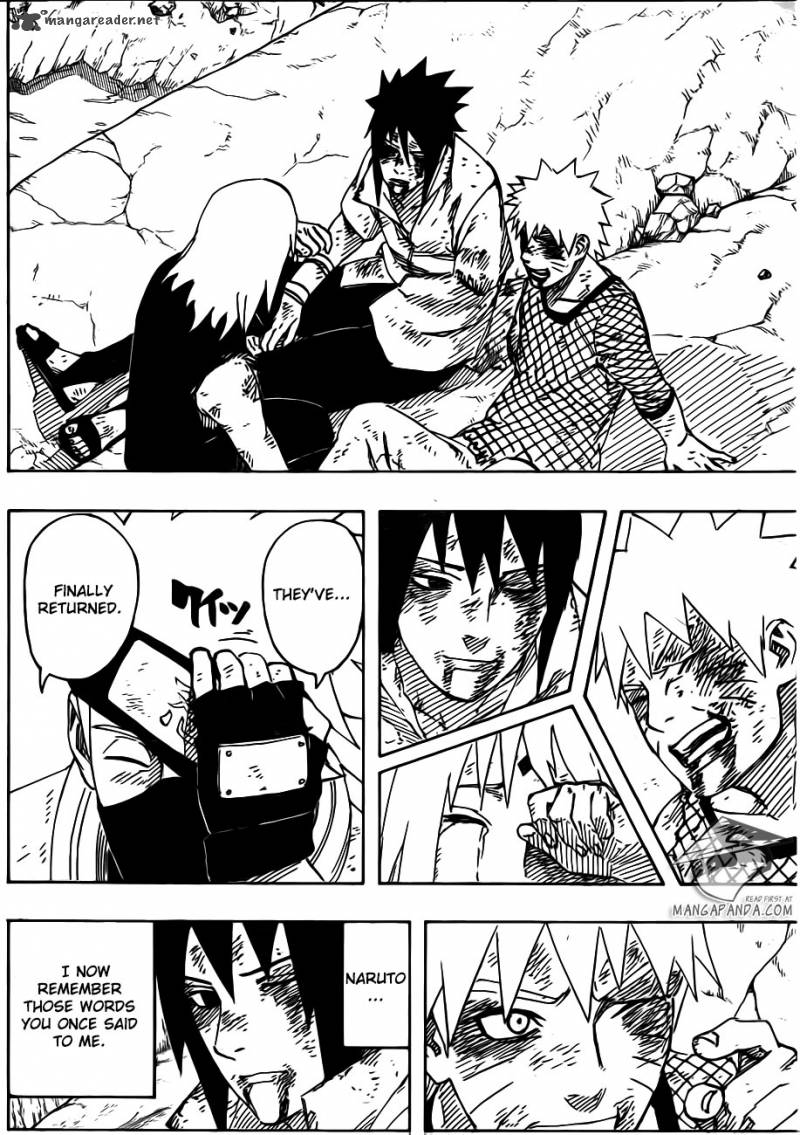 mangareader.net
THEY'VE...
FINALLY
RETURNED.
クイッ
NARUTO
...
I NOW
REMEMBER
THOSE WORDS
YOU ONCE SAID
TO ME.
READ FIRST AT
MANGAPANDA.COM